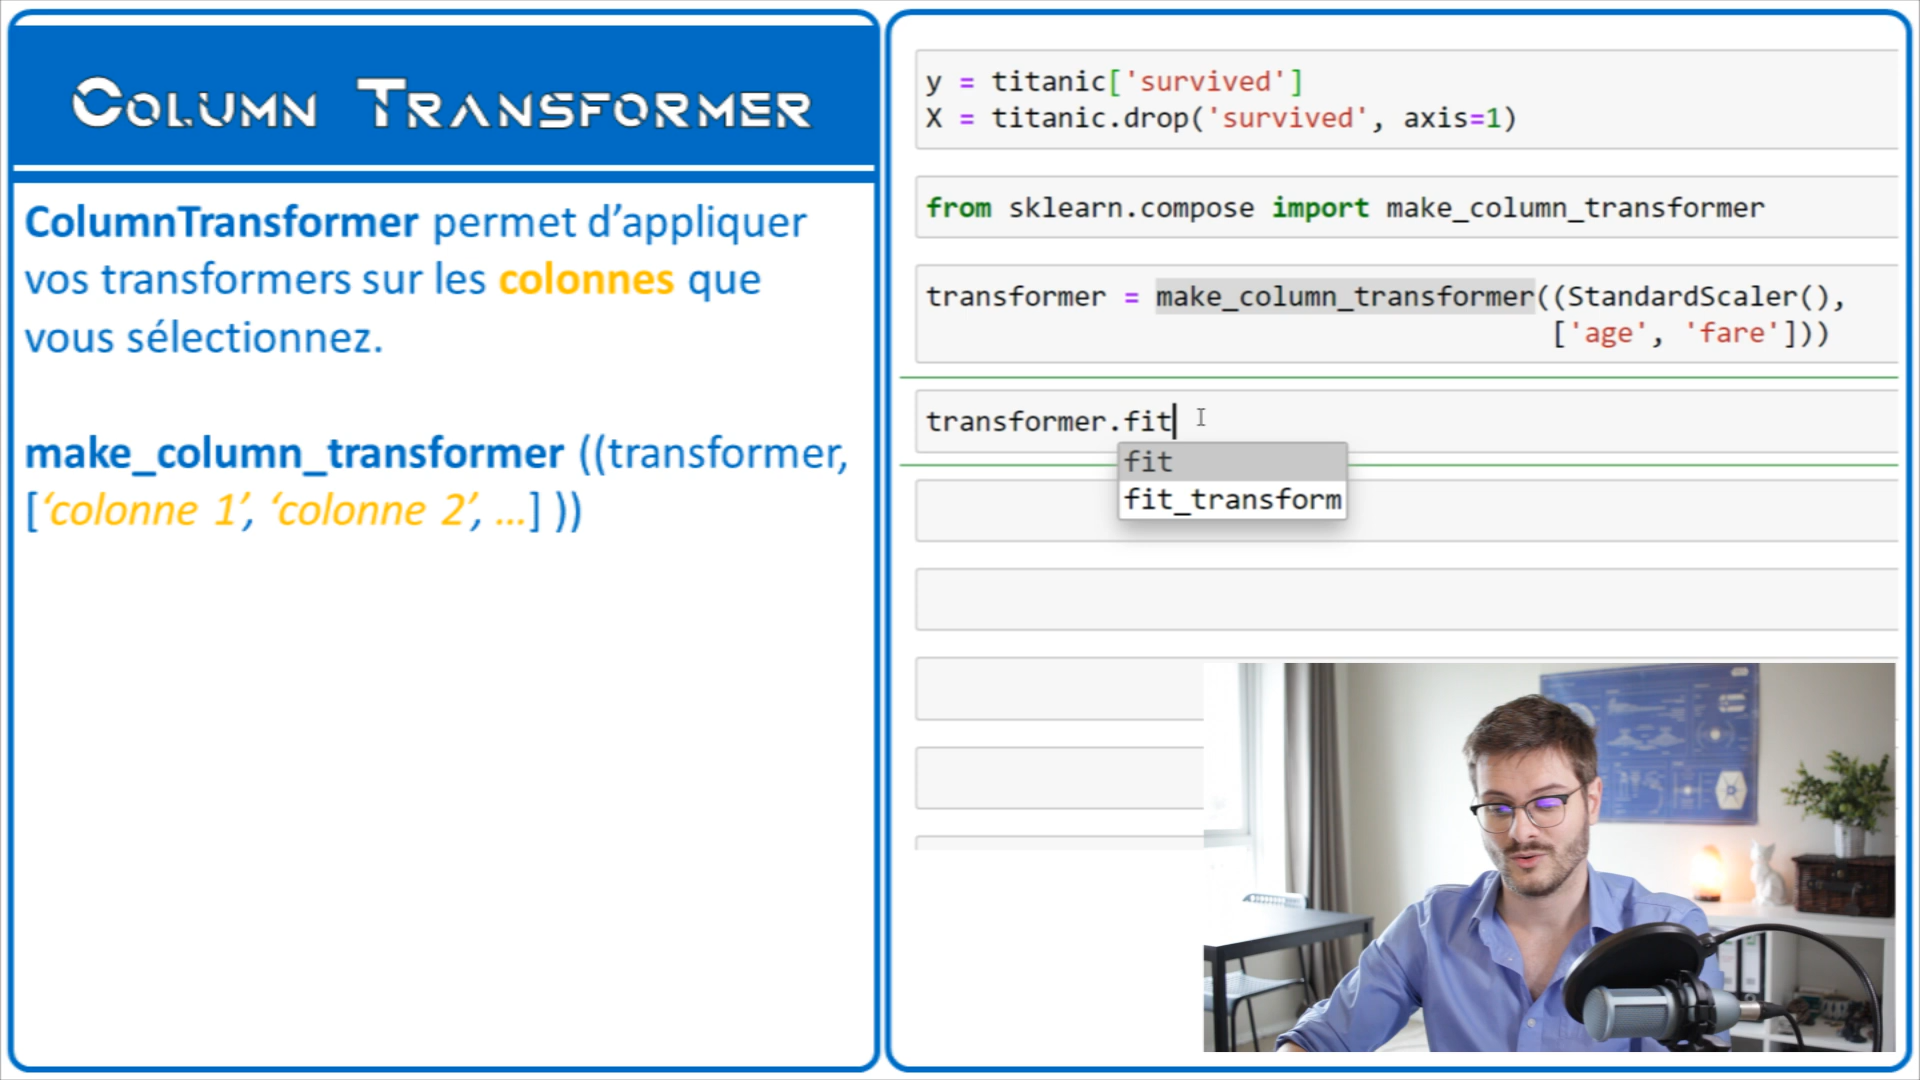 COLUMN TRANSFORMER
ColumnTransformer permet d’appliquer
vos transformers sur les colonnes que
vous sélectionnez.
make_column_transformer ((transformer,
[‘colonne 1’, ‘colonne 2’, ...] ))
y = titanic['survived']
X = titanic.drop('survived', axis=1)
from sklearn.compose import make_column_transformer
transformer = make_column_transformer((StandardScaler(),
['age', 'fare']))
transformer.fit
fit
fit_transform